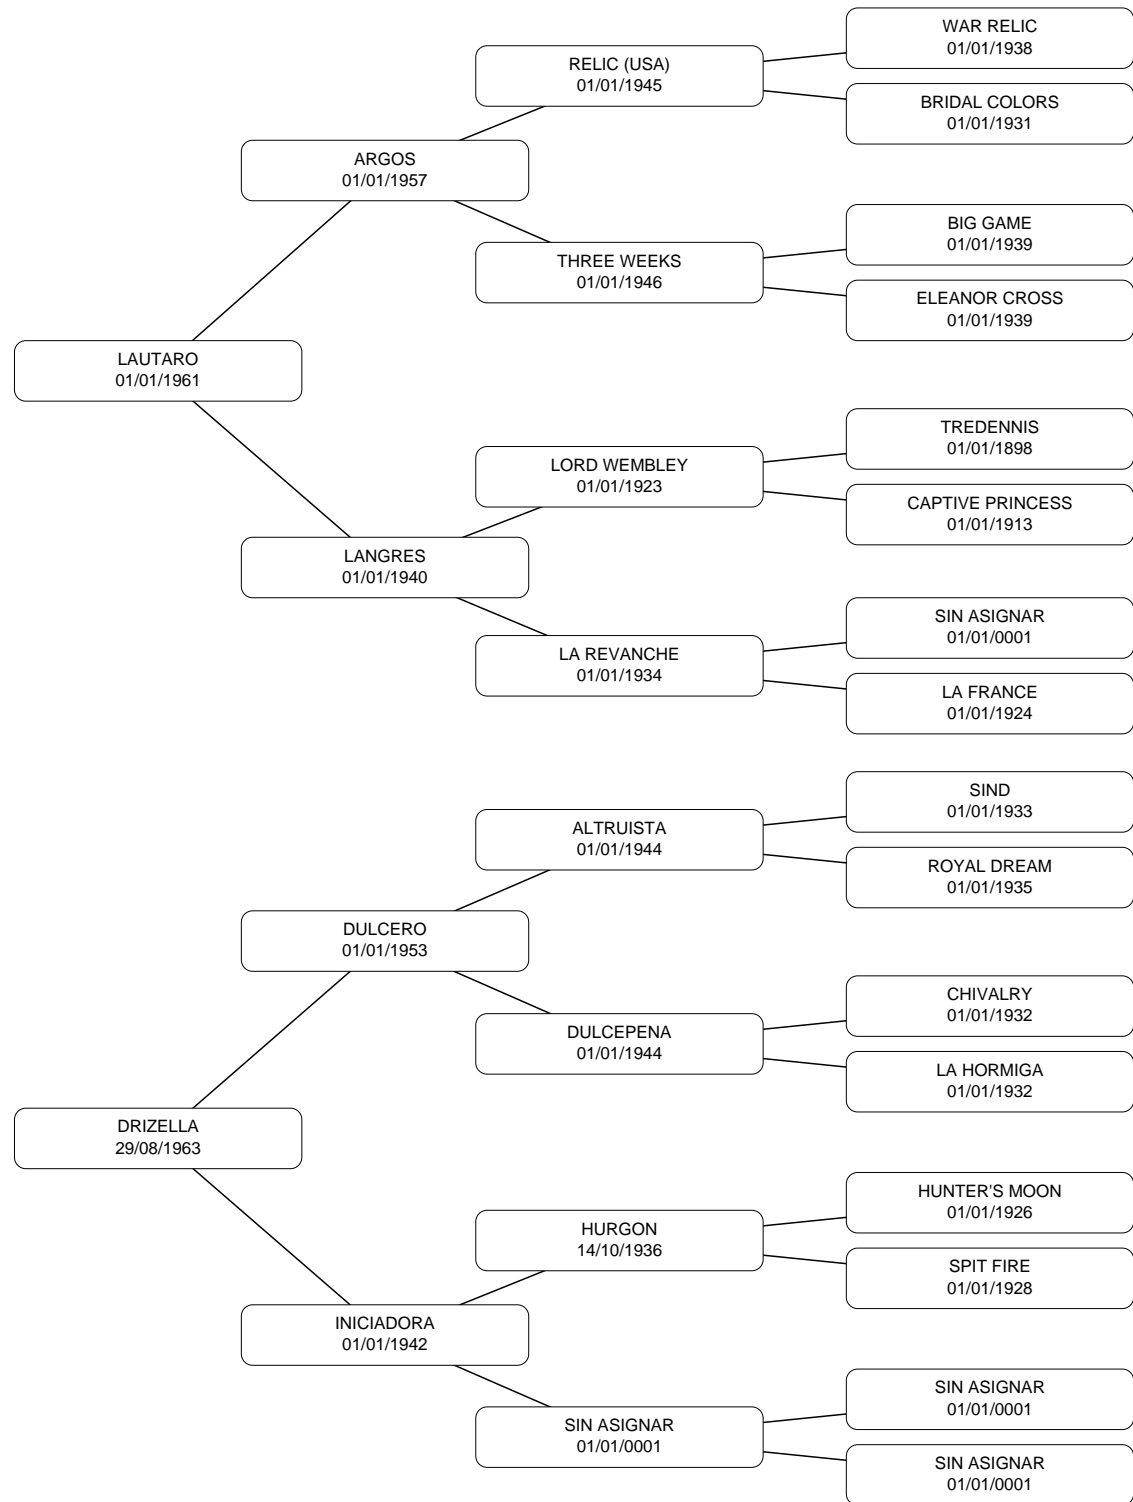 WAR RELIC
01/01/1938
RELIC (USA)
01/01/1945
BRIDAL COLORS
01/01/1931
ARGOS
01/01/1957
BIG GAME
01/01/1939
THREE WEEKS
01/01/1946
ELEANOR CROSS
01/01/1939
LAUTARO
01/01/1961
TREDENNIS
01/01/1898
LORD WEMBLEY
01/01/1923
CAPTIVE PRINCESS
01/01/1913
LANGRES
01/01/1940
SIN ASIGNAR
01/01/0001
LA REVANCHE
01/01/1934
LA FRANCE
01/01/1924
SIND
01/01/1933
ALTRUISTA
01/01/1944
ROYAL DREAM
01/01/1935
DULCERO
01/01/1953
CHIVALRY
01/01/1932
DULCEPENA
01/01/1944
LA HORMIGA
01/01/1932
DRIZELLA
29/08/1963
HUNTER'S MOON
01/01/1926
HURGON
14/10/1936
SPIT FIRE
01/01/1928
INICIADORA
01/01/1942
SIN ASIGNAR
01/01/0001
SIN ASIGNAR
01/01/0001
SIN ASIGNAR
01/01/0001